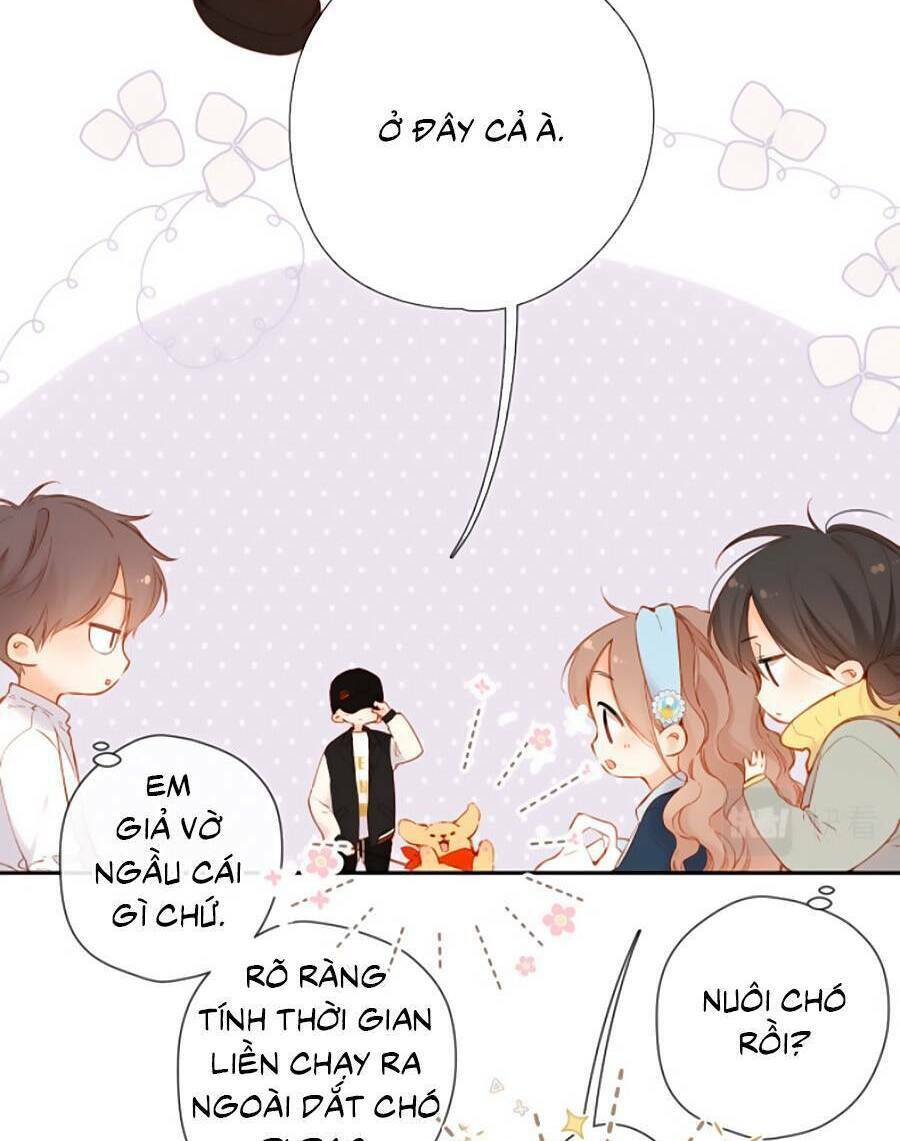 Ở ĐÂY CẢ À.
EM
GIẢ VỜ
NGẦU CÁI
GÌ CHỨ.
RÕ RÀNG
TÍNH THỜI GIAN
LIỀN CHẠY RA
NGOÀI DẮT CHÓ
NUÔI CHÓ
RỒI?